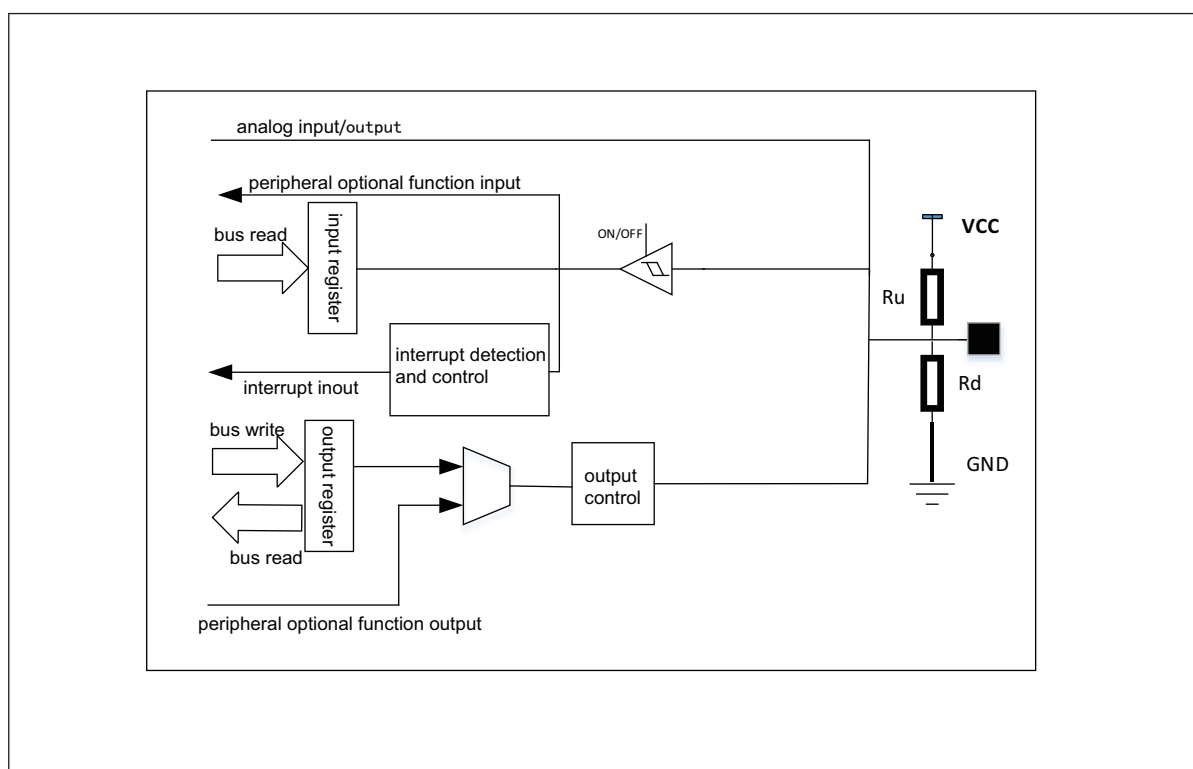 analog input/output
peripheral optional function input
bus read
input register
ON/OFF
VCC
Ru
interrupt detection
and control
interrupt inout
Rd
bus write
output register
output
control
GND
bus read
peripheral optional function output